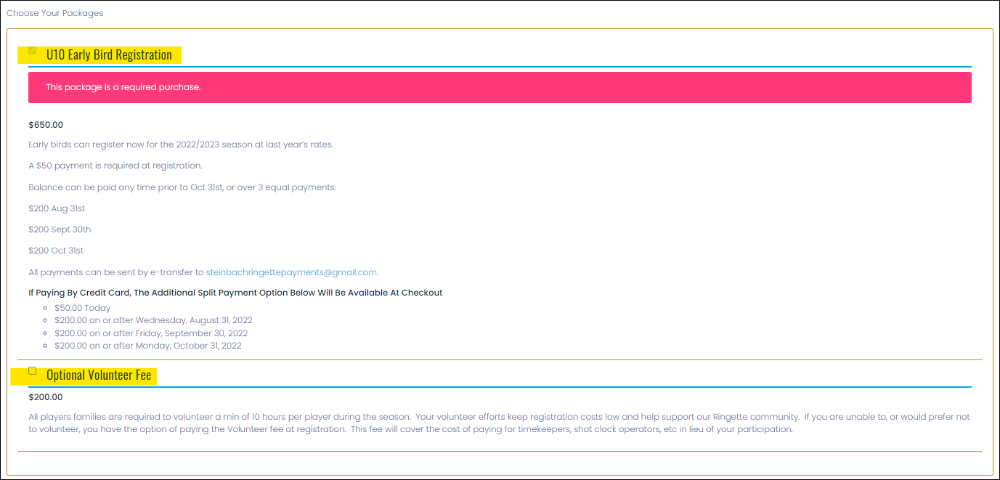 Choose Your Packages
U10 Early Bird Registration
This package is a required purchase.
$650.00
Early birds can register now for the 2022/2023 season at last year's rates.
A $50 payment is required at registration.
Balance can be paid any time prior to Oct 31st, or over 3 equal payments:
$200 Aug 31st
$200 Sept 30th
$200 Oct 31st
All payments can be sent by e-transfer to steinbachringettepayments@gmail.com.
If Paying By Credit Card, The Additional Split Payment Option Below Will Be Available At Checkout
$50.00 Today
$200.00 on or after Wednesday, August 31, 2022
$200.00 on or after Friday, September 30, 2022
$200.00 on or after Monday, October 31, 2022
Optional Volunteer Fee
$200.00
All players families are required to volunteer a min of 10 hours per player during the season.  Your volunteer efforts keep registration costs low and help support our Ringette community.  If you are unable to, or would prefer not
to volunteer, you have the option of paying the Volunteer fee at registration.  This fee will cover the cost of paying for timekeepers, shot clock operators, etc in lieu of your participation.